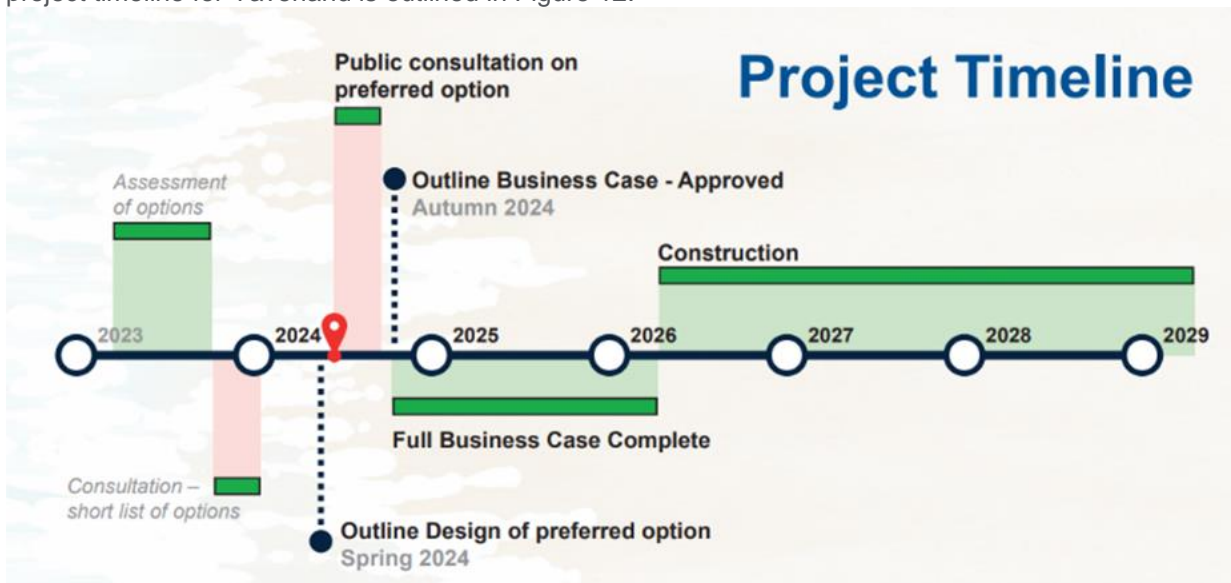 Project Timeline
Public consultation on
preferred option
Assessment
of options
Outline Business Case - Approved
Autumn 2024
Construction
2023
2024
2025
2026
2027
2028
2029
Full Business Case Complete
Consultation –
short list of options
Outline Design of preferred option
Spring 2024